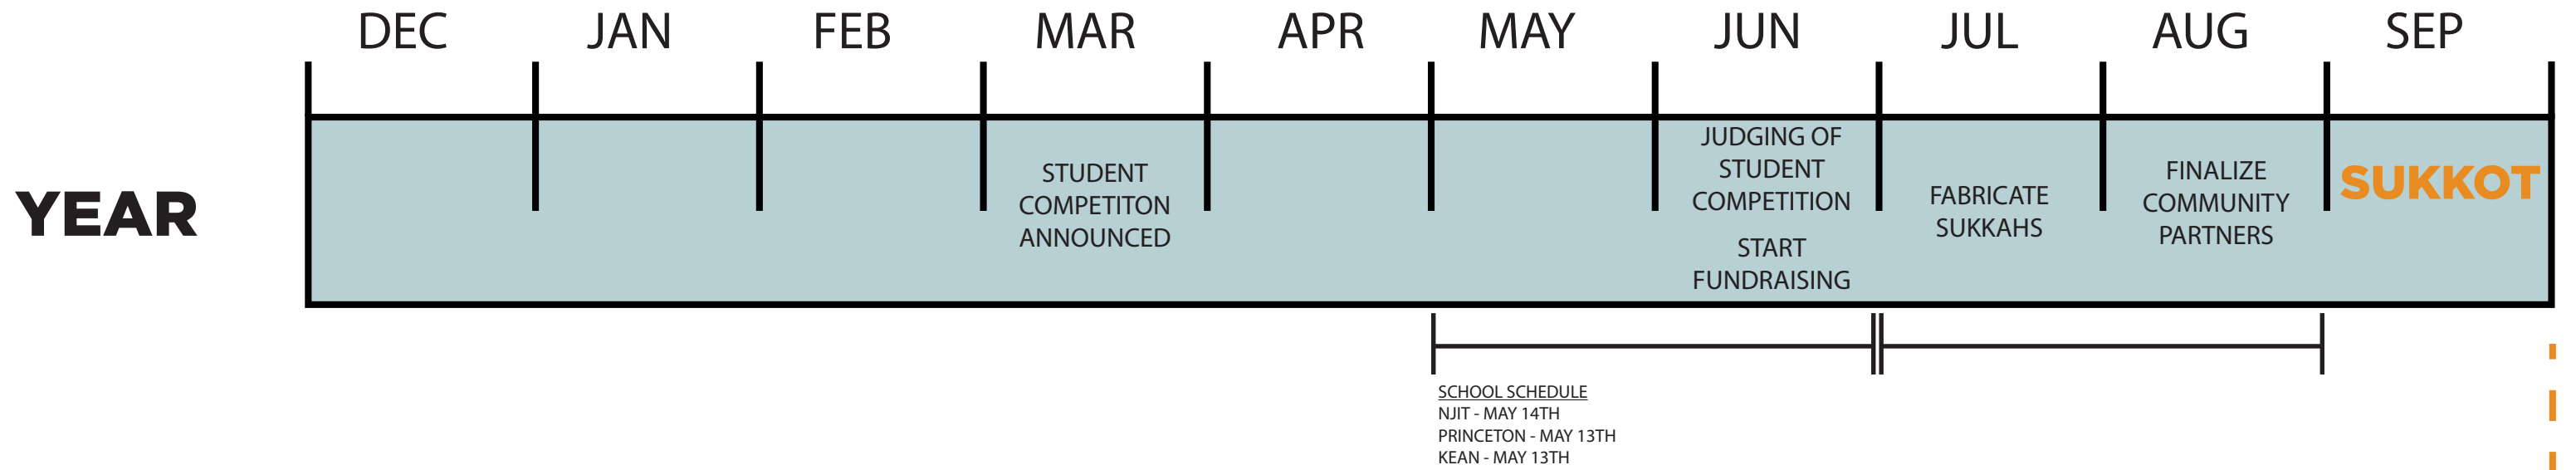 DEC JAN FEB MAR APR MAY JUN JUL AUG SEP
YEAR
STUDENT
COMPETITON
ANNOUNCED
JUDGING OF
STUDENT
COMPETITION
START
FUNDRAISING
FABRICATE
SUKKAHS
FINALIZE
COMMUNITY
PARTNERS
SUKKOT
SCHOOL SCHEDULE
NJIT - MAY 14TH
PRINCETON - MAY 13TH
KEAN - MAY 13TH